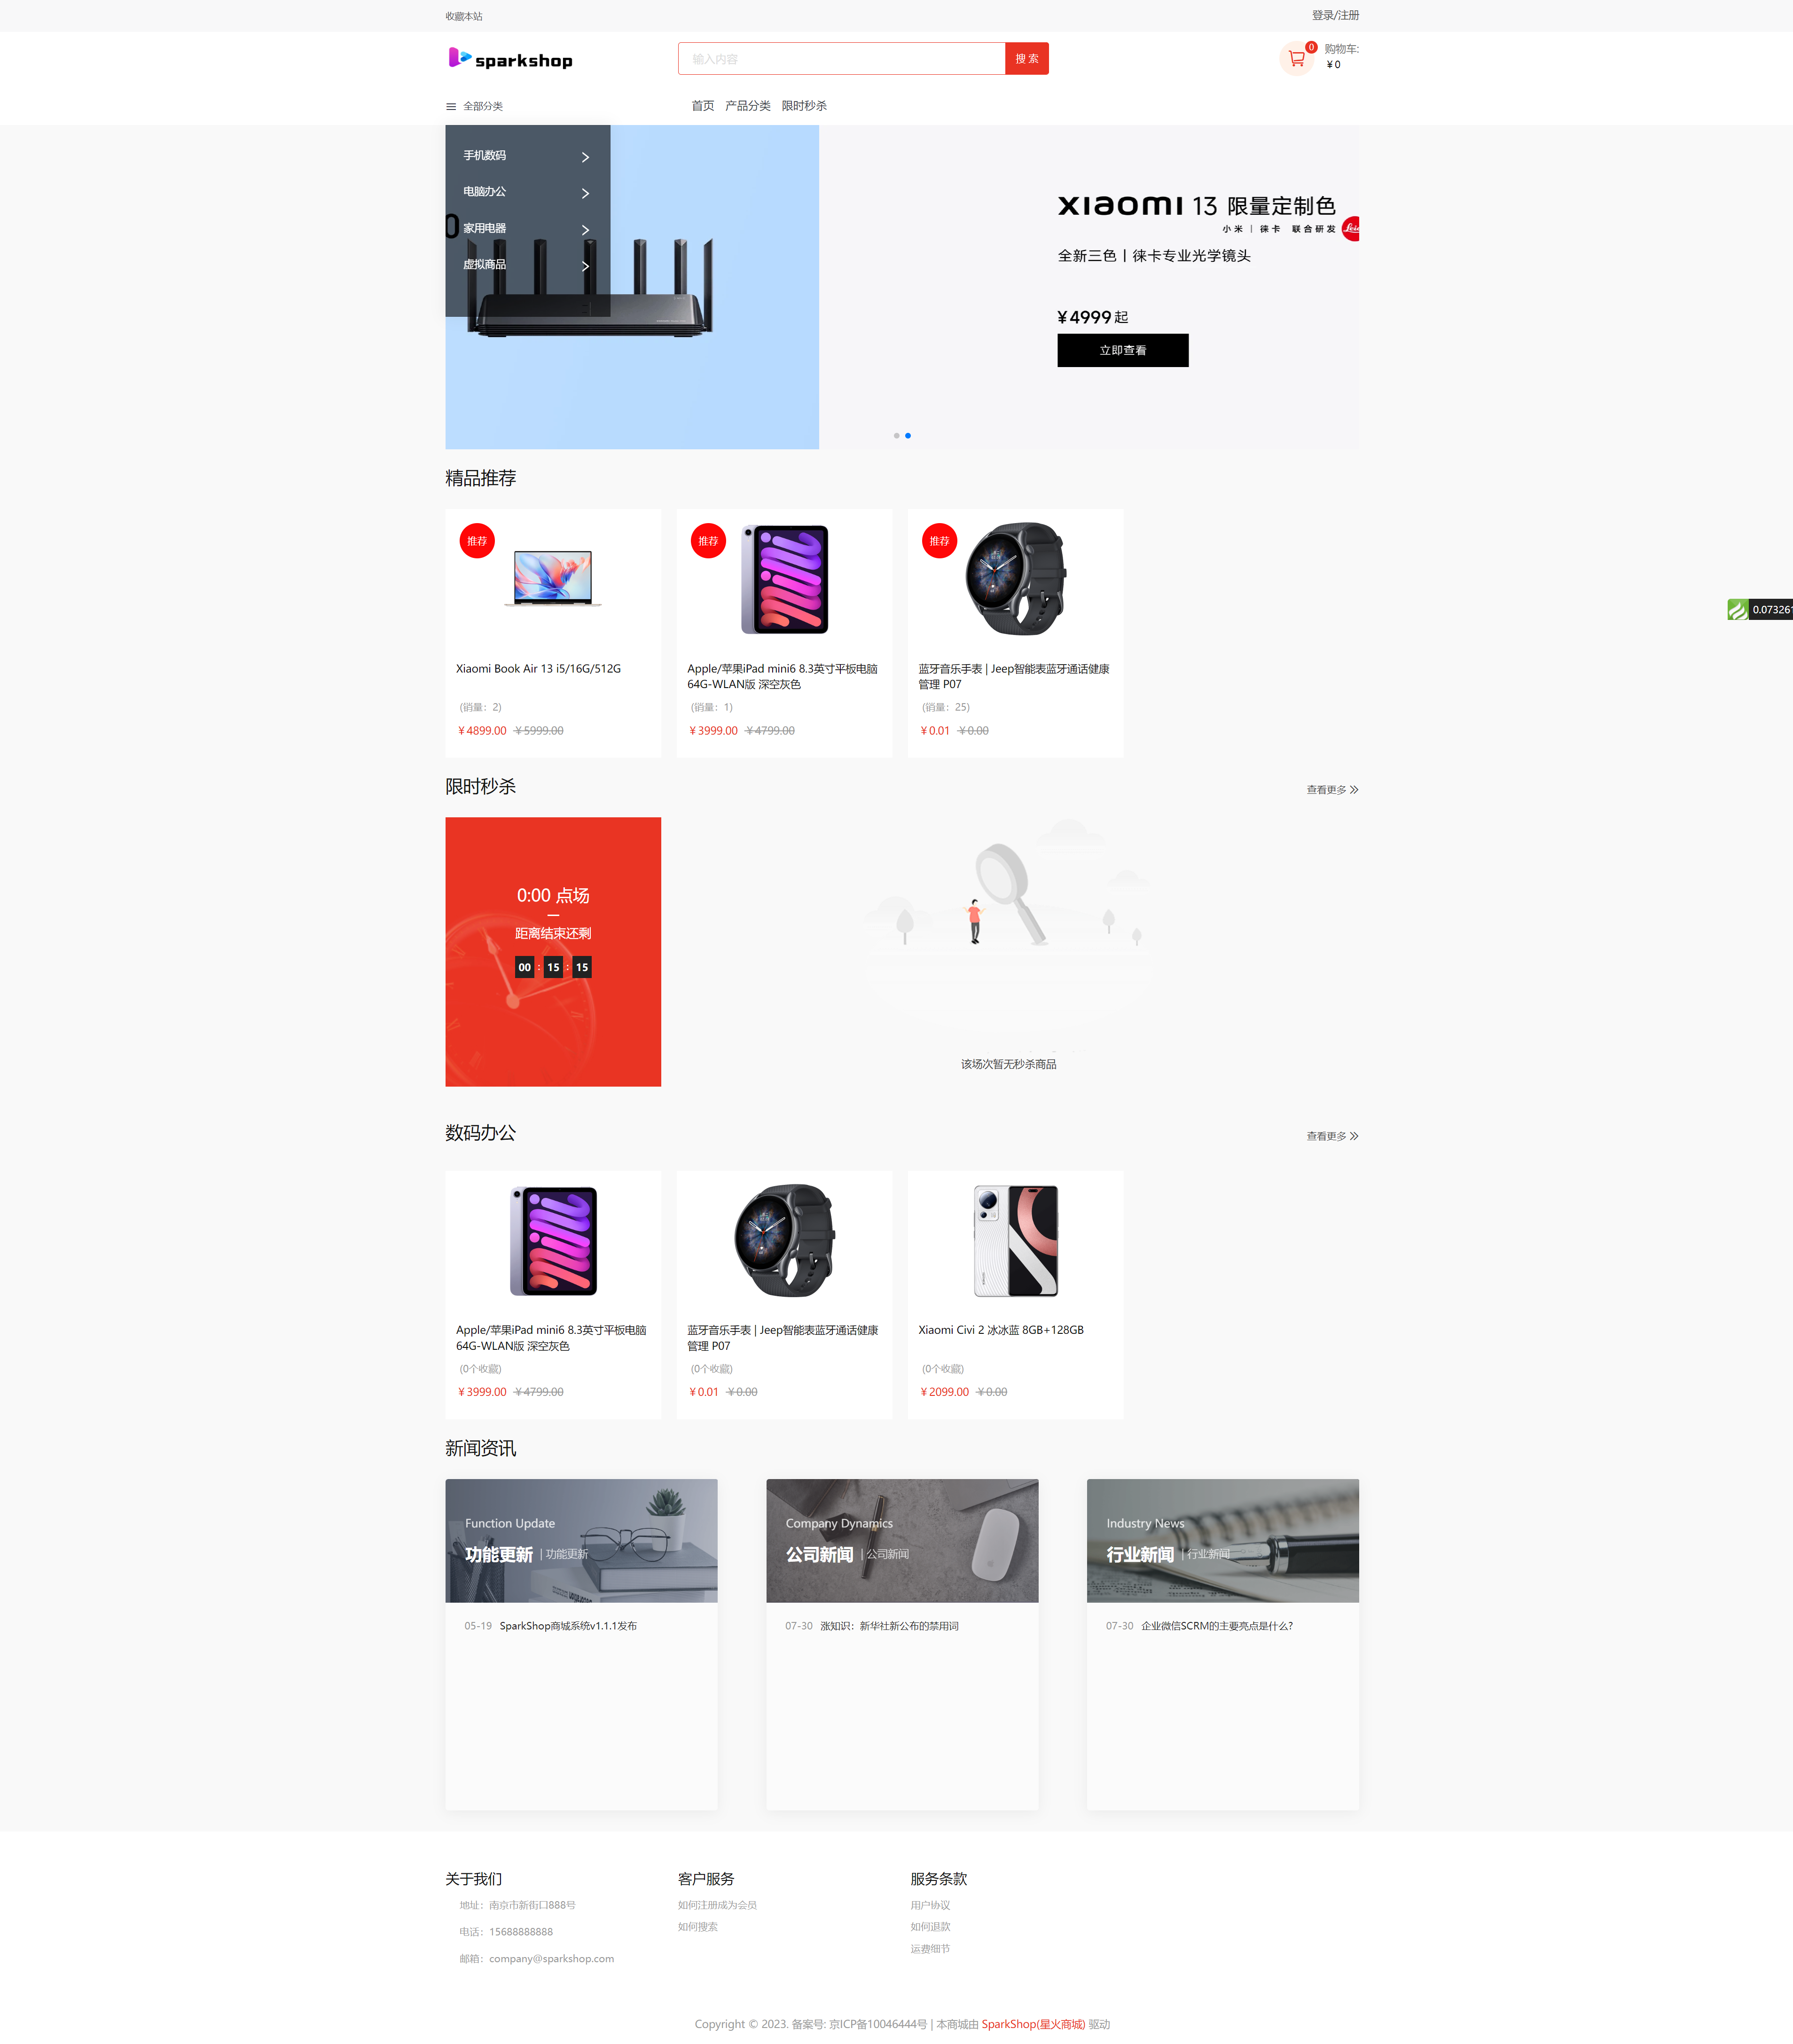 收藏本站
登录/注册
sparkshop
输入内容
搜 索
0
购物车:
￥0
全部分类
首页 产品分类 限时秒杀
手机数码
电脑办公
家用电器
虚拟商品
0
XIAOMI 13 限量定制色
小米 | 徕卡 联合研发
全新三色丨徕卡专业光学镜头
¥4999 起
立即查看
精品推荐
推荐
推荐
推荐
Xiaomi Book Air 13 i5/16G/512G
(销量：2)
￥4899.00 ￥5999.00
Apple/苹果iPad mini6 8.3英寸平板电脑
64G-WLAN版 深空灰色
(销量：1)
￥3999.00 ￥4799.00
蓝牙音乐手表 | Jeep智能表蓝牙通话健康
管理 P07
(销量：25)
￥0.01 ￥0.00
0.073261
限时秒杀
查看更多
0:00 点场
距离结束还剩
00 : 15 : 15
该场次暂无秒杀商品
数码办公
查看更多
Apple/苹果iPad mini6 8.3英寸平板电脑
64G-WLAN版 深空灰色
(0个收藏)
￥3999.00 ￥4799.00
蓝牙音乐手表 | Jeep智能表蓝牙通话健康
管理 P07
(0个收藏)
￥0.01 ￥0.00
Xiaomi Civi 2 冰冰蓝 8GB+128GB
(0个收藏)
￥2099.00 ￥0.00
新闻资讯
Function Update
功能更新 | 功能更新
05-19 SparkShop商城系统v1.1.1发布
Company Dynamics
公司新闻 | 公司新闻
07-30 涨知识：新华社新公布的禁用词
Industry News
行业新闻 | 行业新闻
07-30 企业微信SCRM的主要亮点是什么?
关于我们
地址：南京市新街口888号
电话：15688888888
邮箱：company@sparkshop.com
客户服务
如何注册成为会员
如何搜索
服务条款
用户协议
如何退款
运费细节
Copyright © 2023. 备案号: 京ICP备10046444号 | 本商城由 SparkShop(星火商城) 驱动